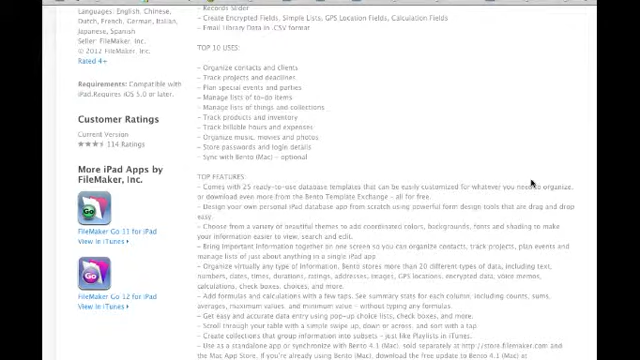 Languages: English, Chinese,
Dutch, French, German, Italian,
Japanese, Spanish
Seller: FileMaker, Inc.
© 2012 FileMaker, Inc.
Rated 4+
Requirements: Compatible with
iPad.Requires iOS 5.0 or later.
Customer Ratings
Current Version
114 Ratings
More iPad Apps by
FileMaker, Inc.
FileMaker Go 11 for iPad
View In iTunes
FileMaker Go 12 for iPad
View In iTunes
- Records Slider
- Create Encrypted Fields, Simple Lists, GPS Location Fields, Calculation Fields
- Email Library Data in .CSV format
TOP 10 USES:
- Organize contacts and clients
- Track projects and deadlines
- Plan special events and parties
- Manage lists of to-do items
- Manage lists of things and collections
- Track products and inventory
- Track billable hours and expenses
- Organize music, movies and photos
- Store passwords and login details
- Sync with Bento (Mac) - optional
TOP FEATURES:
- Comes with 25 ready-to-use database templates that can be easily customized for whatever you need to organize,
or download even more from the Bento Template Exchange - all for free.
- Design your own personal iPad database app from scratch using powerful form design tools that are drag and drop
easy.
- Choose from a variety of beautiful themes to add coordinated colors, backgrounds, fonts and shading to make
your information easier to view, search and edit.
- Bring important information together on one screen so you can organize contacts, track projects, plan events and
manage lists of just about anything in a single iPad app
- Organize virtually any type of information. Bento stores more than 20 different types of data, including text,
numbers, dates, times, durations, ratings, addresses, images, GPS locations, encrypted data, voice memos,
calculations, check boxes, choices, and more.
- Add formulas and calculations with a few taps. See summary stats for each column, including counts, sums,
averages, maximum values, and minimum values - without typing any formulas.
- Get easy and accurate data entry using pop-up choice lists, check boxes, and more.
- Scroll through your table with a simple swipe up, down or across, and sort with a tap.
- Create collections that group information into subsets - just like Playlists in iTunes.
- Use as a standalone app or synchronize with Bento 4.1 (Mac), sold separately at http://store.filemaker.com and
the Mac App Store. If you're already using Bento (Mac), download the free update to Bento 4.1 (Mac) at